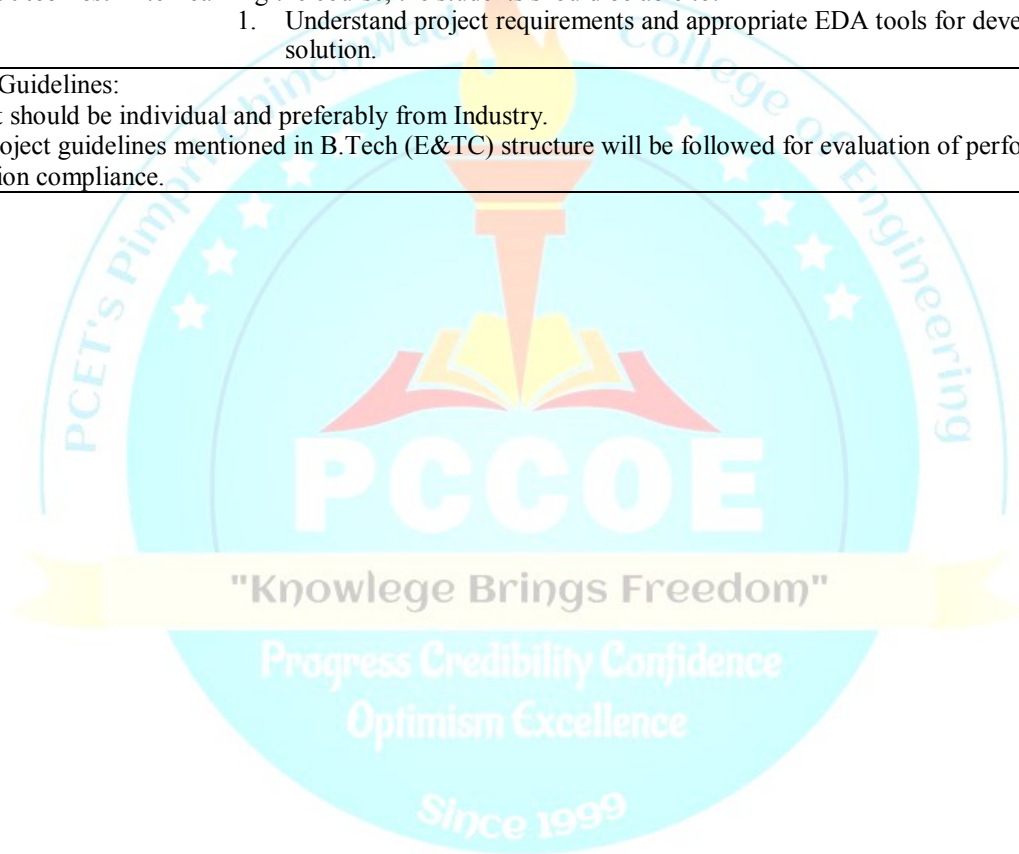 1. Understand project requirements and appropriate EDA tools for deve
solution.
Guidelines:
t should be individual and preferably from Industry.
oject guidelines mentioned in B.Tech (E&TC) structure will be followed for evaluation of perfo
ion compliance.
PCET's Pimpri Chinchwad College of Engineering
PCCOE
"Knowlege Brings Freedom"
Progress Credibility Confidence
Optimism Excellence
Since 1999